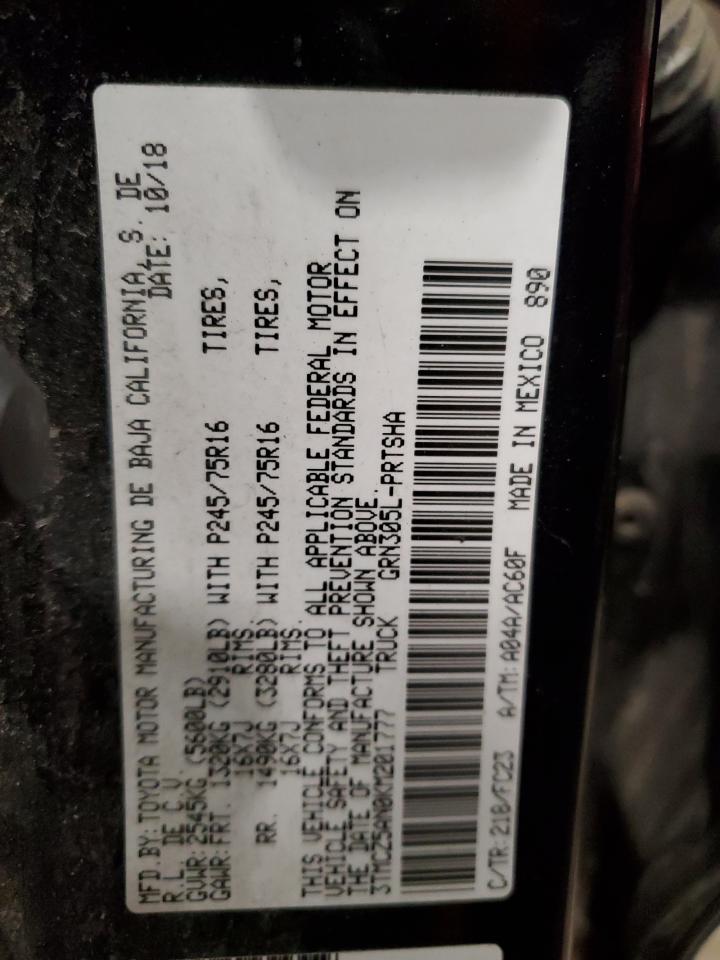 MFD.BY:TOYOTA MOTOR MANUFACTURING DE BAJA CALIFORNIA, S. DE
R.L. DE C.V. DATE: 10/18
GVWR:2545KG (5600LB)
GAWR:FRT. 1320KG (2910LB) WITH P245/75R16 TIRES,
16X7J RIMS.
RR. 1490KG (3280LB) WITH P245/75R16 TIRES,
16X7J RIMS.
THIS VEHICLE CONFORMS TO ALL APPLICABLE FEDERAL MOTOR
VEHICLE SAFETY AND THEFT PREVENTION STANDARDS IN EFFECT ON
THE DATE OF MANUFACTURE SHOWN ABOVE.
3TMCZ5AN0KM201777 TRUCK GRN305L-PRTSHA
C/TR:218/FC23 A/TM:A04A/AC60F MADE IN MEXICO 890